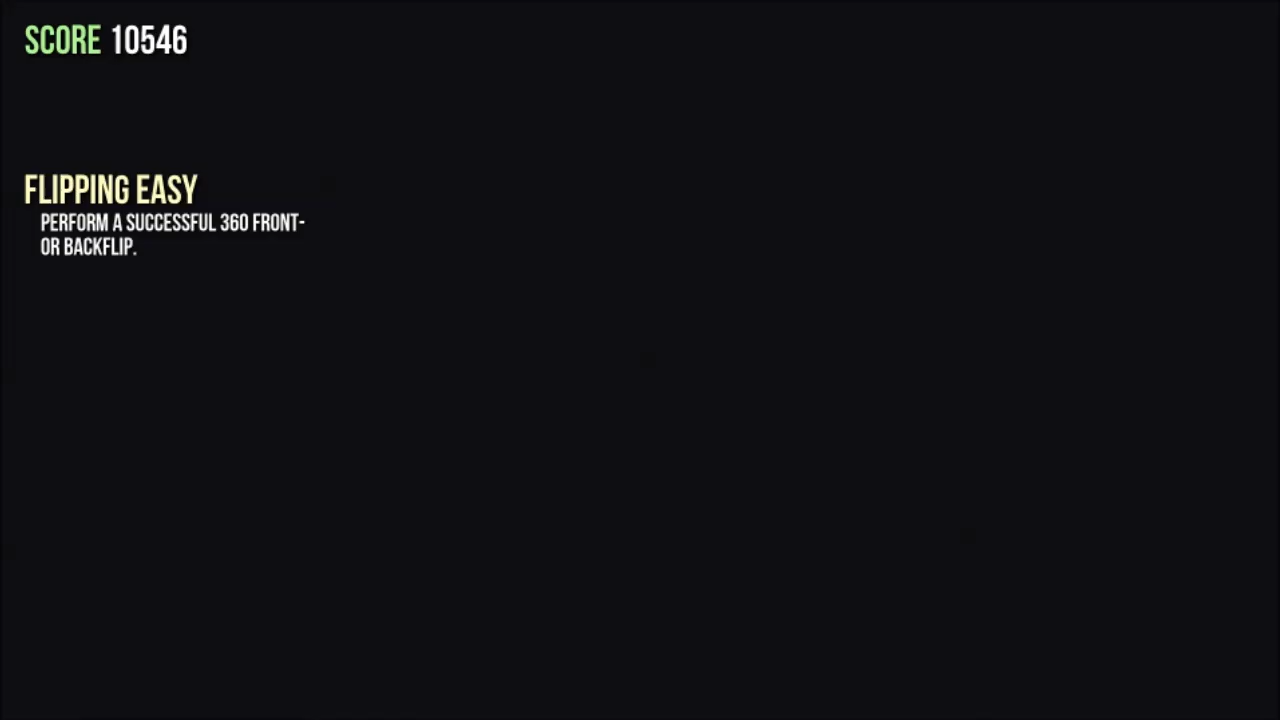 SCORE 10546
FLIPPING EASY
PERFORM A SUCCESSFUL 360 FRONT-
OR BACKFLIP.